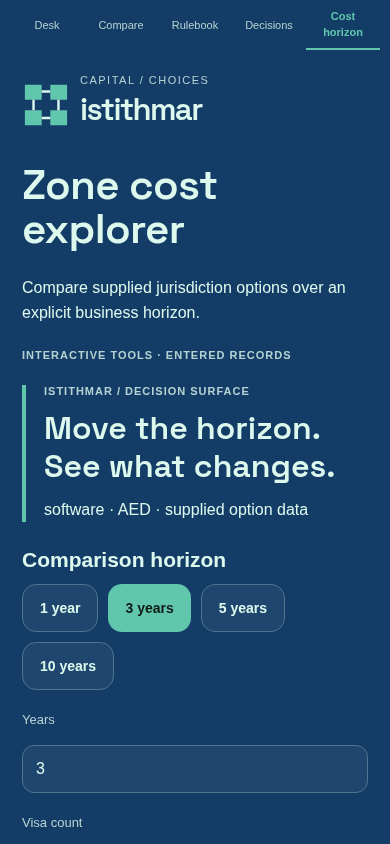 Desk
Compare
Rulebook
Decisions
Cost
horizon
CAPITAL / CHOICES
istithmar
Zone cost
explorer
Compare supplied jurisdiction options over an
explicit business horizon.
INTERACTIVE TOOLS · ENTERED RECORDS
ISTITHMAR / DECISION SURFACE
Move the horizon.
See what changes.
software · AED · supplied option data
Comparison horizon
1 year
3 years
5 years
10 years
Years
3
Visa count